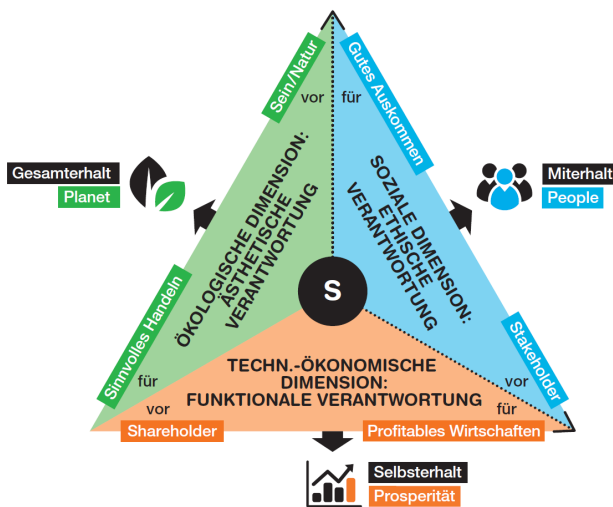 Sein/Natur
vor
für
Gutes Auskommen
Gesamterhalt
Planet
ÖKOLOGISCHE DIMENSION:
ÄSTHETISCHE
VERANTWORTUNG
SOZIALE DIMENSION:
ETHISCHE
VERANTWORTUNG
Miterhalt
People
S
Sinnvolles Handeln
für
vor
Stakeholder
TECHN.-ÖKONOMISCHE
DIMENSION:
FUNKTIONALE VERANTWORTUNG
vor
für
Shareholder
Profitables Wirtschaften
Selbsterhalt
Prosperität